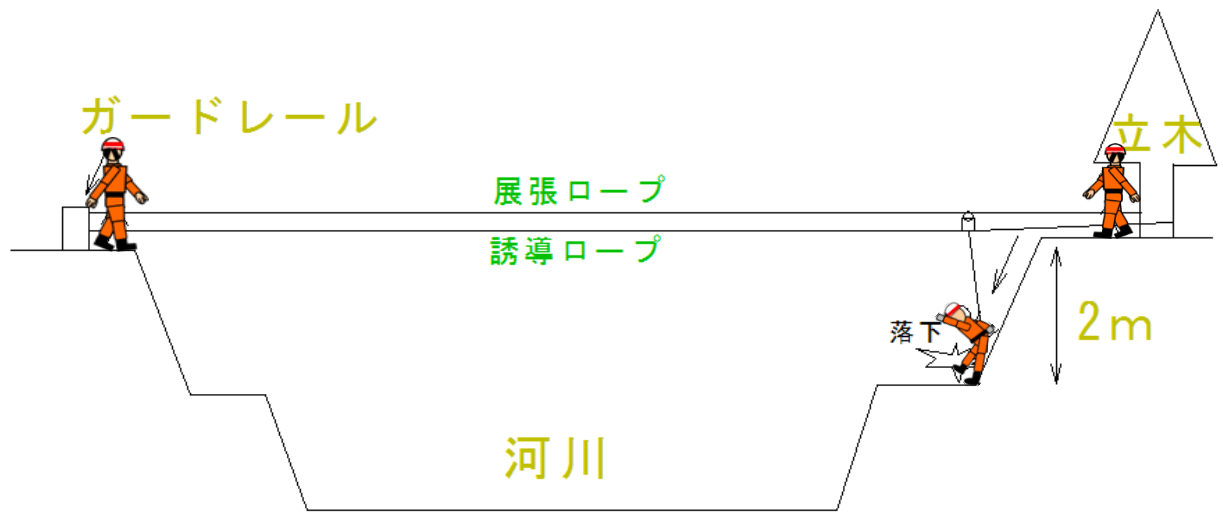 ガードレール
立木
展張ロープ
誘導ロープ
落下
2m
河川